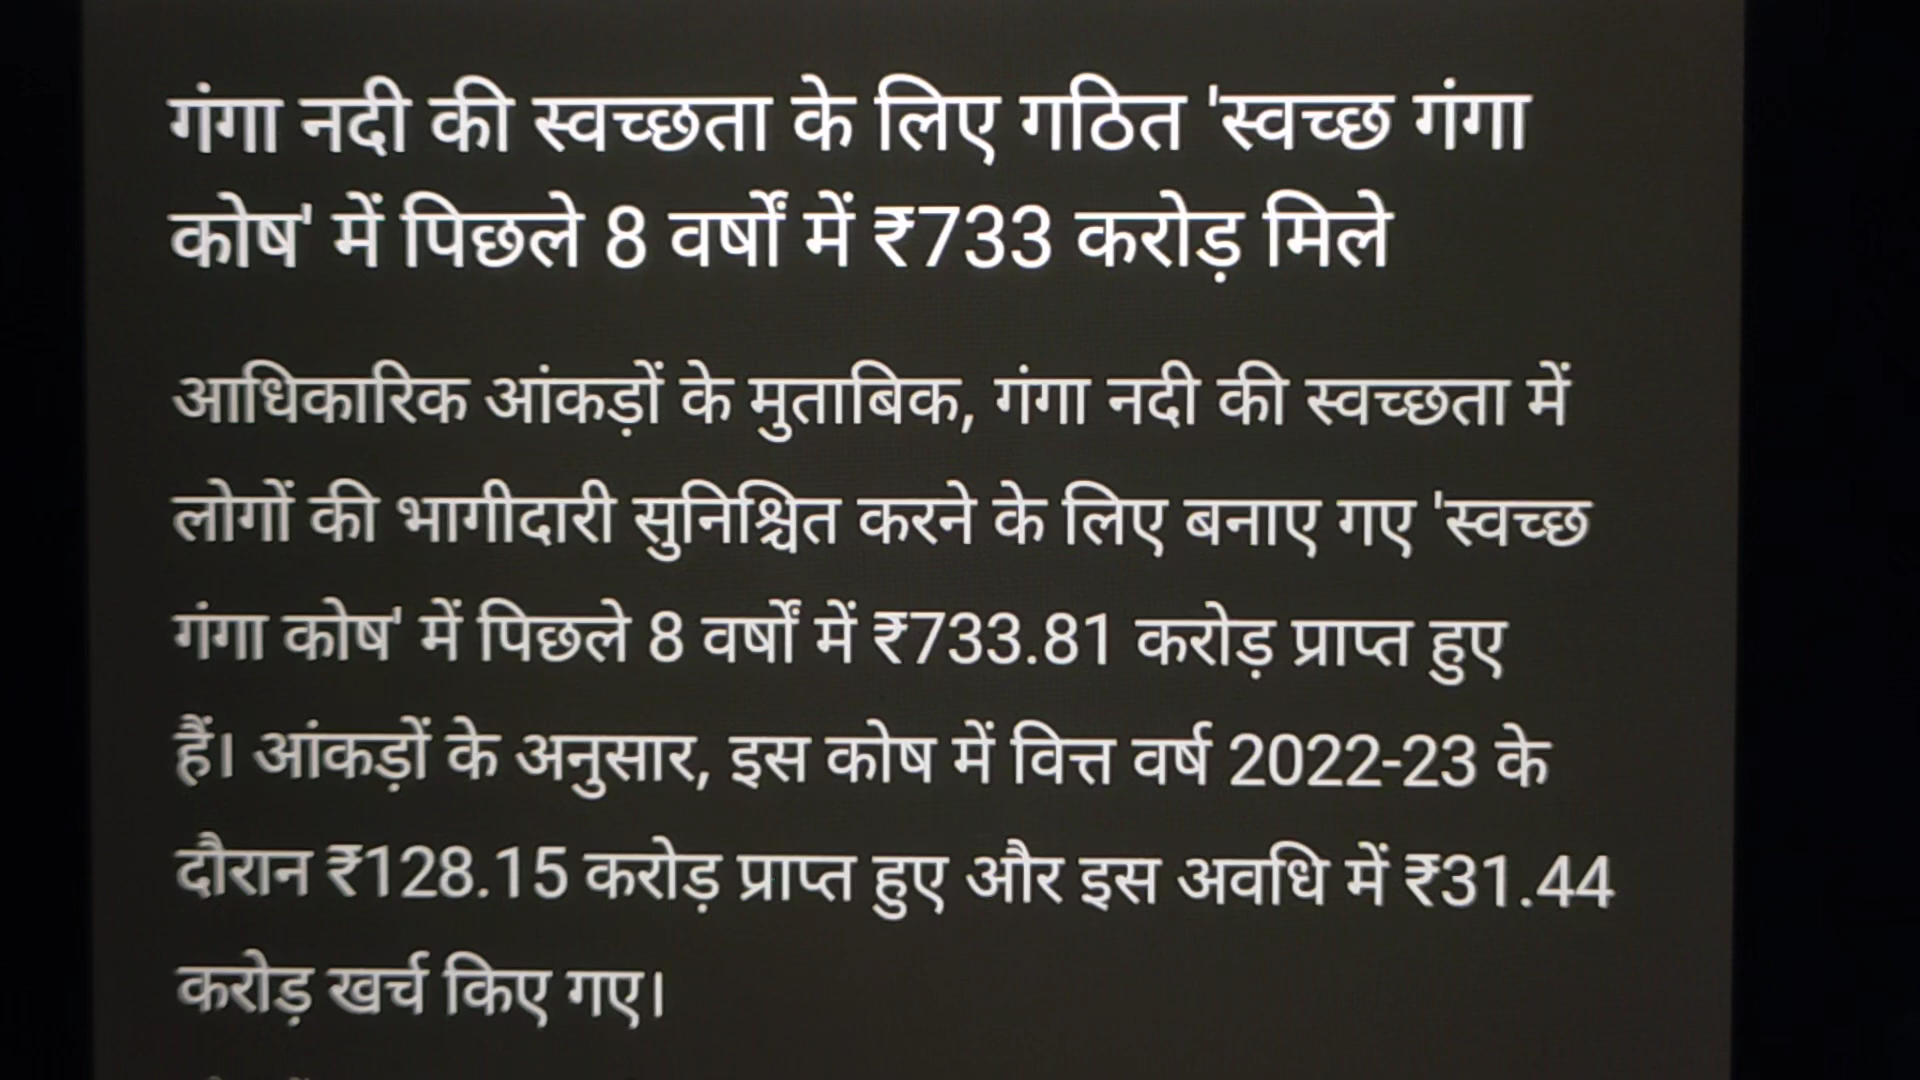 गंगा नदी की स्वच्छता के लिए गठित 'स्वच्छ गंगा
कोष' में पिछले 8 वर्षों में ₹733 करोड़ मिले
आधिकारिक आंकड़ों के मुताबिक, गंगा नदी की स्वच्छता में
लोगों की भागीदारी सुनिश्चित करने के लिए बनाए गए 'स्वच्छ
गंगा कोष' में पिछले 8 वर्षों में ₹733.81 करोड़ प्राप्त हुए
हैं। आंकड़ों के अनुसार, इस कोष में वित्त वर्ष 2022-23 के
दौरान ₹128.15 करोड़ प्राप्त हुए और इस अवधि में ₹31.44
करोड़ खर्च किए गए।